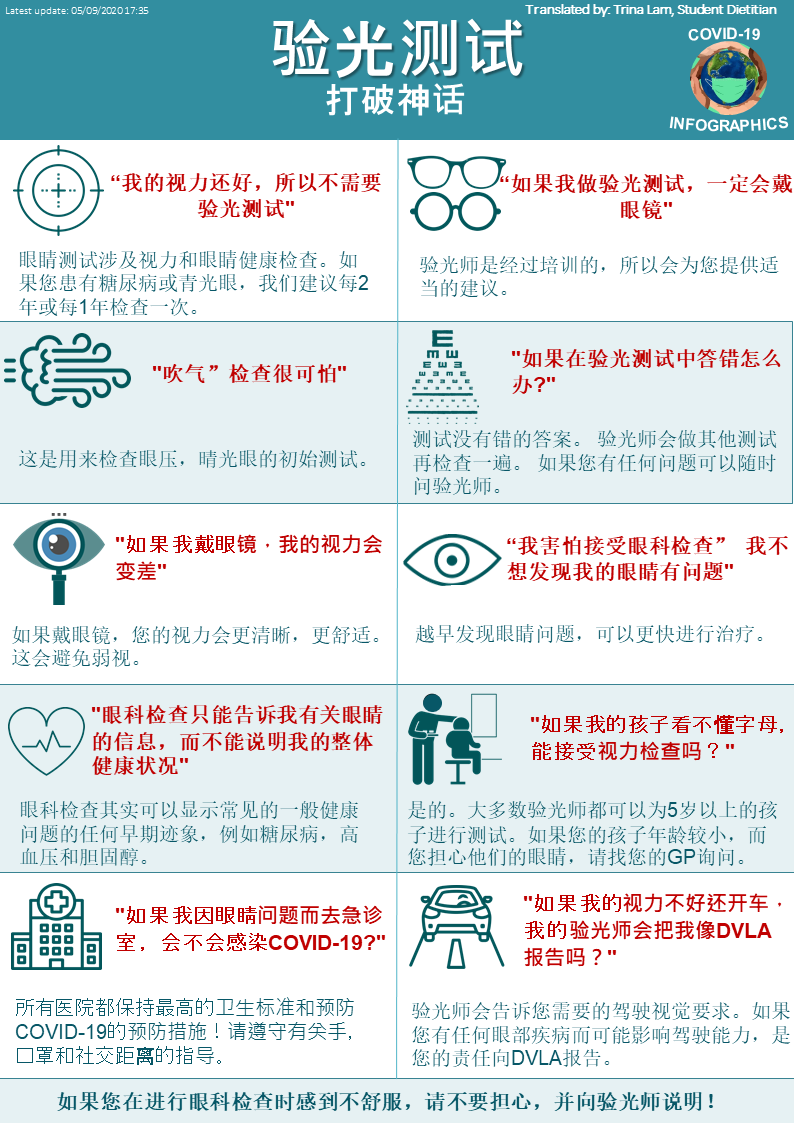 Latest update: 05/09/2020 17:35
Translated by: Trina Lam, Student Dietitian
验光测试
打破神话
COVID-19
INFOGRAPHICS
“我的视力还好，所以不需要
验光测试"
眼睛测试涉及视力和眼睛健康检查。如
果您患有糖尿病或青光眼，我们建议每2
年或每1年检查一次。
“如果我做验光测试，一定会戴
眼镜"
验光师是经过培训的，所以会为您提供适
当的建议。
"吹气”检查很可怕"
这是用来检查眼压，晴光眼的初始测试。
"如果在验光测试中答错怎么
办?"
测试没有错的答案。 验光师会做其他测试
再检查一遍。 如果您有任何问题可以随时
问验光师。
"如果我戴眼镜，我的视力会
变差"
如果戴眼镜，您的视力会更清晰，更舒适。
这会避免弱视。
“我害怕接受眼科检查” 我不
想发现我的眼睛有问题"
越早发现眼睛问题，可以更快进行治疗。
"眼科检查只能告诉我有关眼睛
的信息，而不能说明我的整体
健康状况"
眼科检查其实可以显示常见的一般健康
问题的任何早期迹象，例如糖尿病，高
血压和胆固醇。
"如果我的孩子看不懂字母,
能接受视力检查吗？"
是的。大多数验光师都可以为5岁以上的孩
子进行测试。如果您的孩子年龄较小，而
您担心他们的眼睛，请找您的GP询问。
"如果我因眼睛问题而去急诊
室，会不会感染COVID-19?"
所有医院都保持最高的卫生标准和预防
COVID-19的预防措施！请遵守有关手,
口罩和社交距离的指导。
"如果我的视力不好还开车，
我的验光师会把我像DVLA
报告吗？"
验光师会告诉您需要的驾驶视觉要求。如果
您有任何眼部疾病而可能影响驾驶能力，是
您的责任向DVLA报告。
如果您在进行眼科检查时感到不舒服，请不要担心，并向验光师说明！